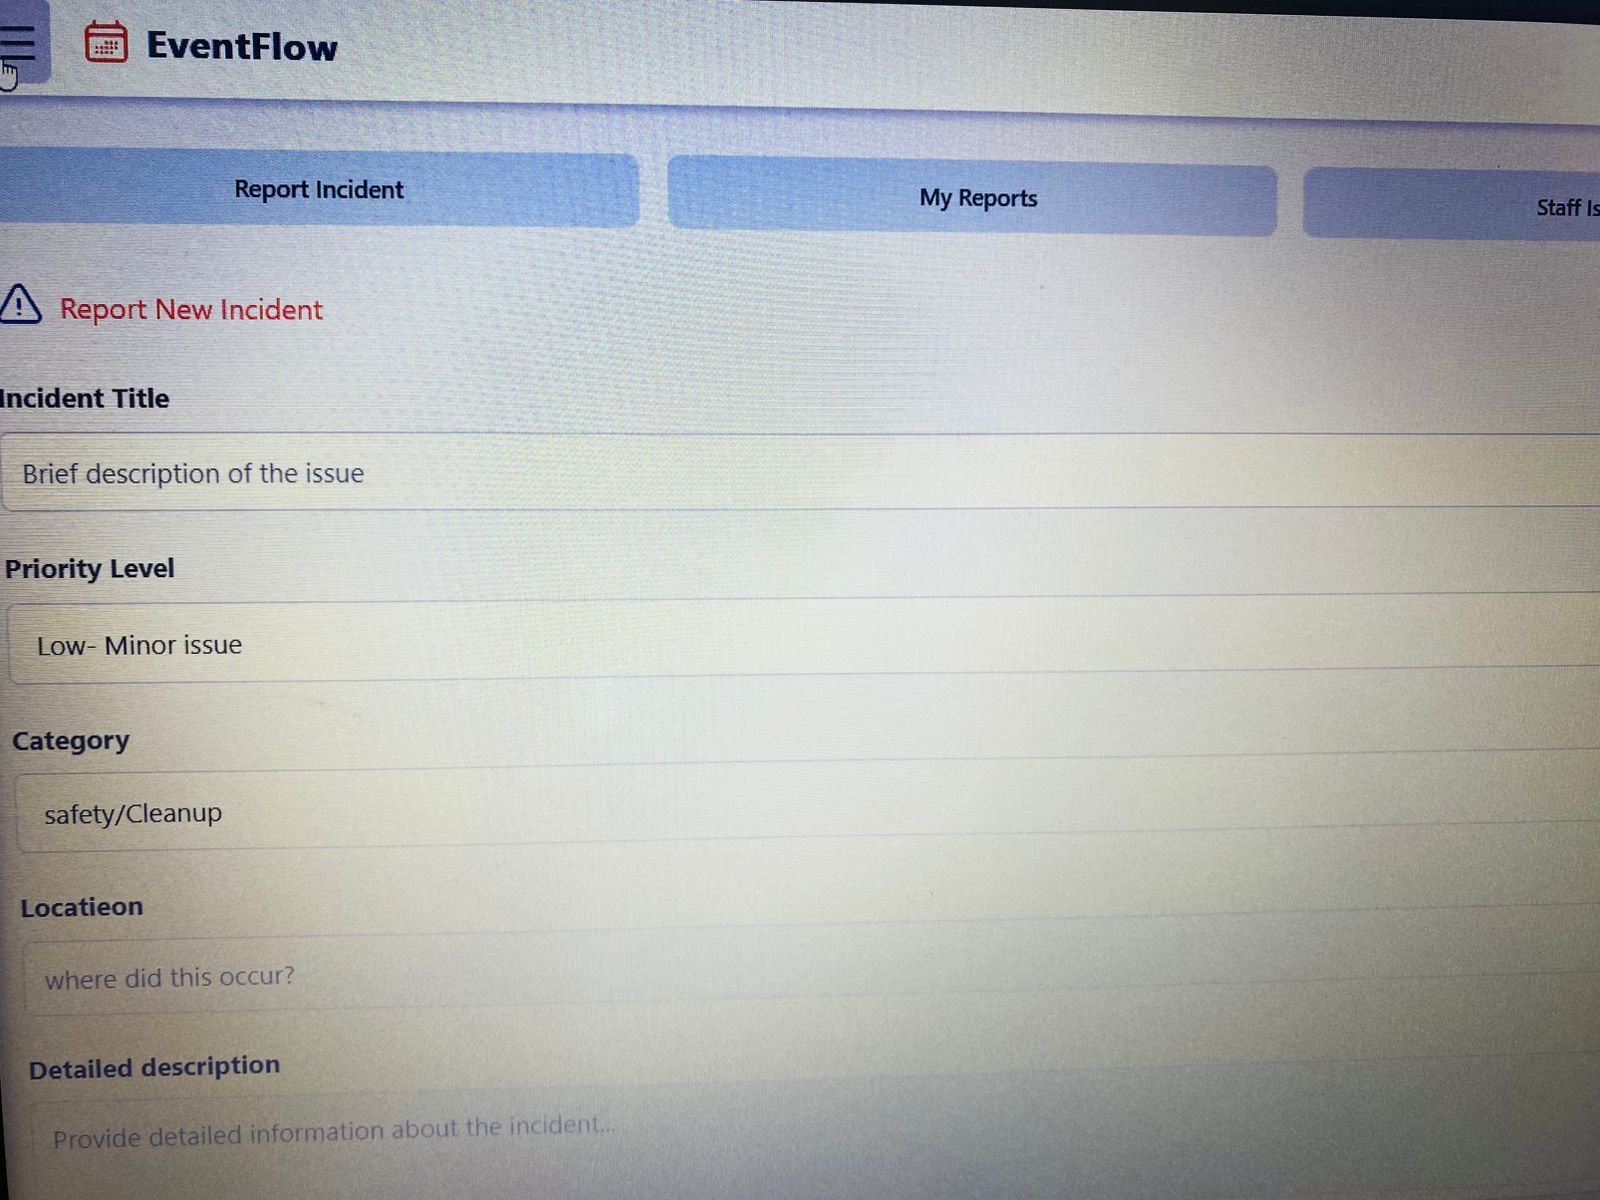 EventFlow
Report Incident
My Reports
Staff
Report New Incident
Incident Title
Brief description of the issue
Priority Level
Low- Minor issue
Category
safety/Cleanup
Locatieon
where did this occur?
Detailed description
Provide detailed information about the incident...